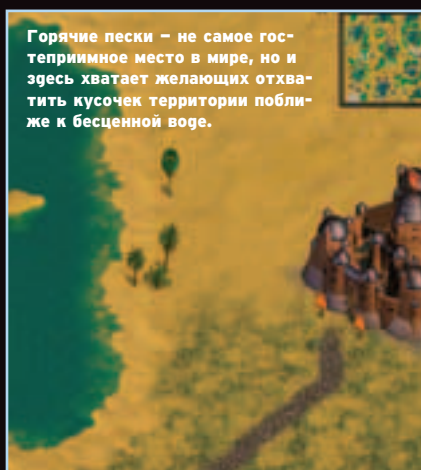 Горячие пески – не самое гос-
теприимное место в мире, но и
здесь хватает желающих отхва-
тить кусочек территории побли-
же к бесценной воде.